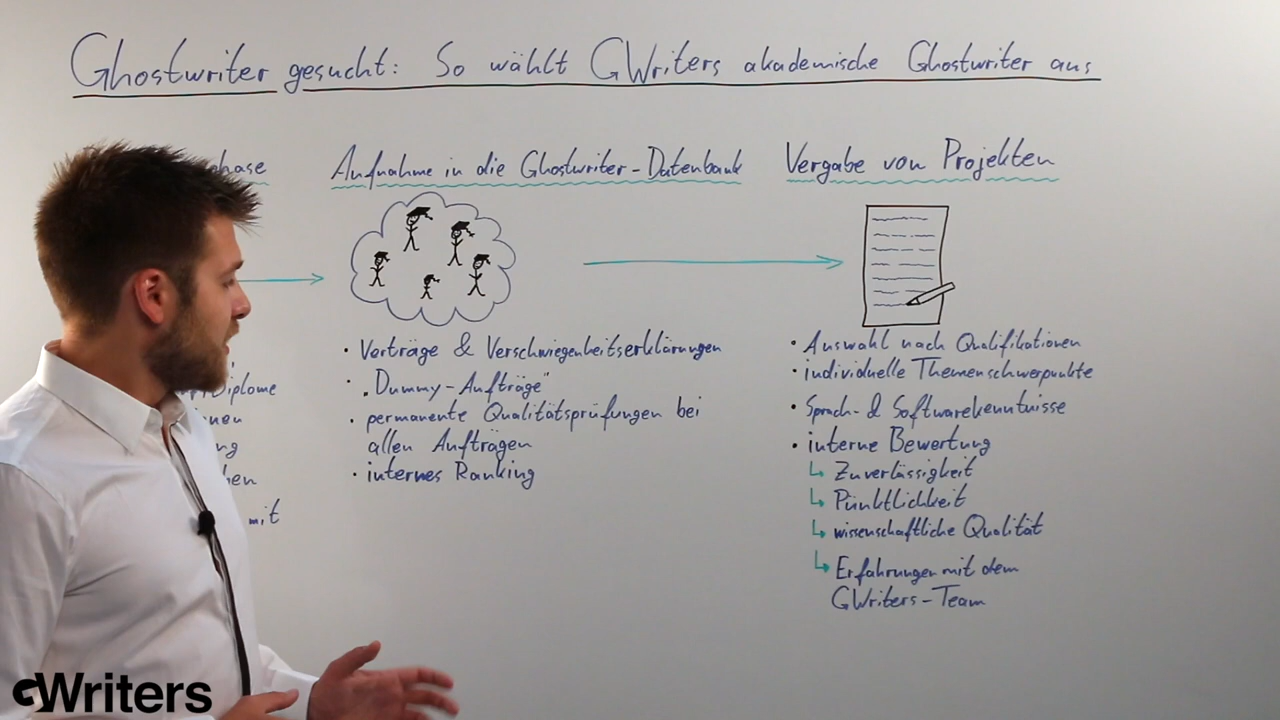 Ghostwriter gesucht: So wählt GWriters akademische Ghostwriter aus
Aufnahme in die Ghostwriter-Datenbank
• Verträge & Verschwiegenheitserklärungen
• „Dummy-Aufträge"
• permanente Qualitätsprüfungen bei
allen Aufträgen
• internes Ranking
Vergabe von Projekten
• Auswahl nach Qualifikationen
• individuelle Themenschwerpunkte
• Sprach- & Softwarekenntnisse
• interne Bewertung
↳ Zuverlässigkeit
↳ Pünktlichkeit
↳ wissenschaftliche Qualität
↳ Erfahrungen mit dem
GWriters-Team
Diplome
mit
GWriters